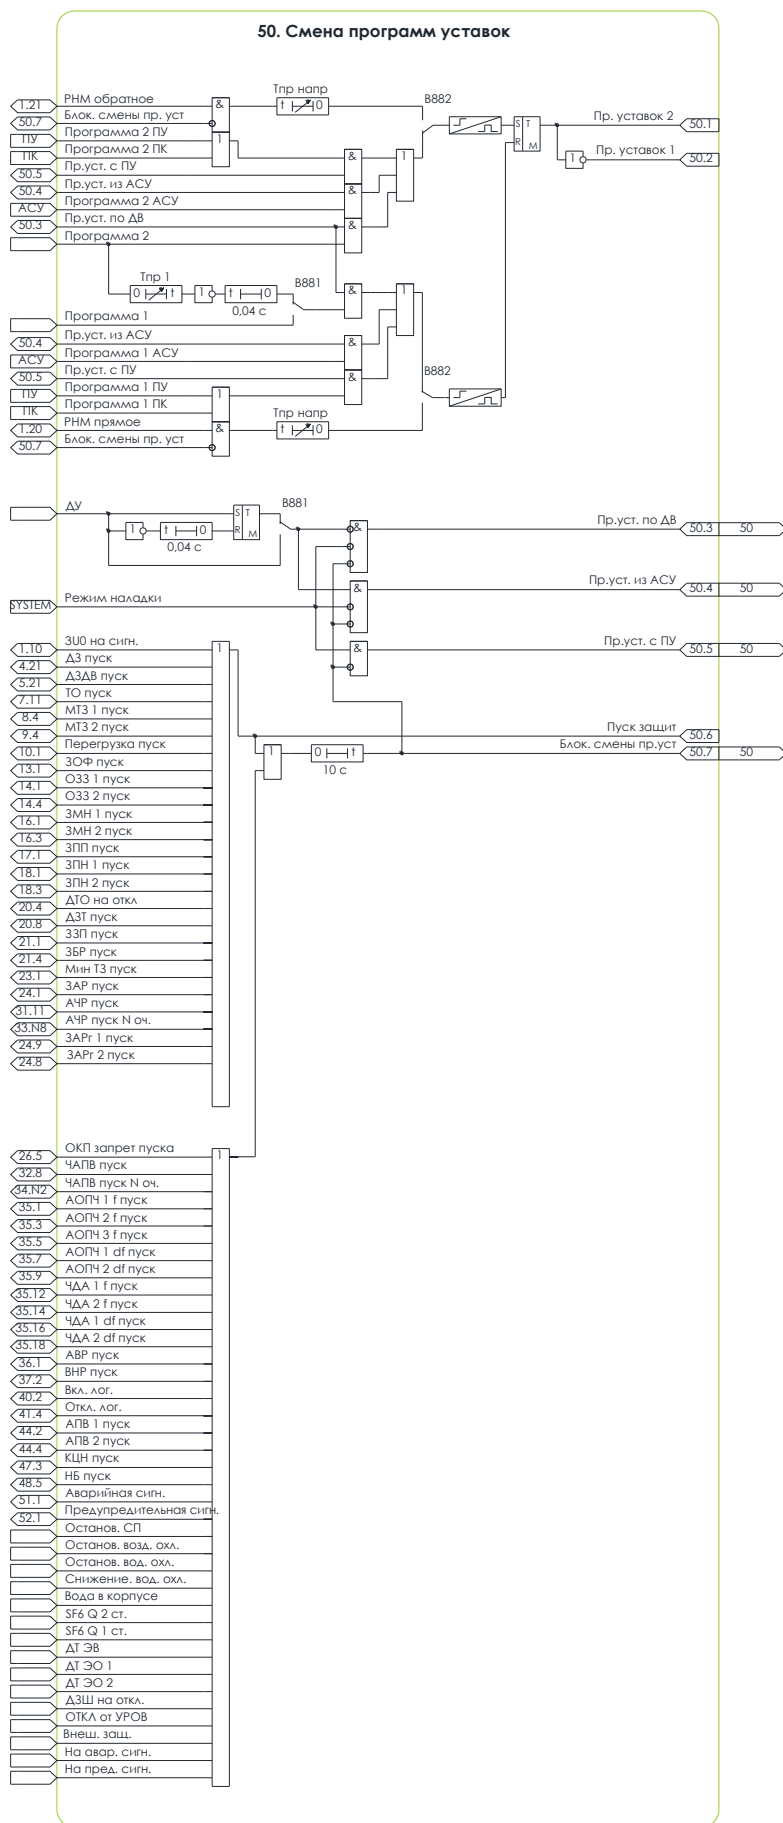 50. Смена программ уставок
1.21 РНМ обратное & Тпр напр t 0 В882
50.7 Блок. смены пр. уст
ПУ Программа 2 ПУ 1
ПК Программа 2 ПК &
50.5 Пр.уст. с ПУ 1
50.4 Пр.уст. из АСУ &
АСУ Программа 2 АСУ
50.3 Пр.уст. по ДВ &
Программа 2
S T R M Пр. уставок 2 50.1
1 Пр. уставок 1 50.2
Тпр 1 0 t 1 t 0 0,04 с В881 & 1
Программа 1
50.4 Пр.уст. из АСУ &
АСУ Программа 1 АСУ
50.5 Пр.уст. с ПУ & В882
ПУ Программа 1 ПУ 1
ПК Программа 1 ПК
1.20 РНМ прямое & Тпр напр t 0
50.7 Блок. смены пр. уст
ДУ S T R M В881
1 t 0 0,04 с
& Пр.уст. по ДВ 50.3 50
& Пр.уст. из АСУ 50.4 50
SYSTEM Режим наладки
& Пр.уст. с ПУ 50.5 50
1.10 3U0 на сигн. 1
4.21 ДЗ пуск
5.21 ДЗДВ пуск
7.11 ТО пуск
8.4 МТЗ 1 пуск
9.4 МТЗ 2 пуск
Пуск защит 50.6
10.1 Перегрузка пуск
1 0 t 10 с Блок. смены пр.уст 50.7 50
13.1 ЗОФ пуск
14.1 ОЗЗ 1 пуск
14.4 ОЗЗ 2 пуск
16.1 ЗМН 1 пуск
16.3 ЗМН 2 пуск
17.1 ЗПП пуск
18.1 ЗПН 1 пуск
18.3 ЗПН 2 пуск
20.4 ДТО на откл
20.8 ДЗТ пуск
21.1 ЗЗП пуск
21.4 ЗБР пуск
23.1 Мин ТЗ пуск
24.1 ЗАР пуск
31.11 АЧР пуск
33.N8 АЧР пуск N оч.
24.9 ЗАРг 1 пуск
24.8 ЗАРг 2 пуск
26.5 ОКП запрет пуска 1
32.8 ЧАПВ пуск
34.N2 ЧАПВ пуск N оч.
35.1 АОПЧ 1 f пуск
35.3 АОПЧ 2 f пуск
35.5 АОПЧ 3 f пуск
35.7 АОПЧ 1 df пуск
35.9 АОПЧ 2 df пуск
35.12 ЧДА 1 f пуск
35.14 ЧДА 2 f пуск
35.16 ЧДА 1 df пуск
35.18 ЧДА 2 df пуск
36.1 АВР пуск
37.2 ВНР пуск
40.2 Вкл. лог.
41.4 Откл. лог.
44.2 АПВ 1 пуск
44.4 АПВ 2 пуск
47.3 КЦН пуск
48.5 НБ пуск
51.1 Аварийная сигн.
52.1 Предупредительная сигн.
Останов. СП
Останов. возд. охл.
Останов. вод. охл.
Снижение. вод. охл.
Вода в корпусе
SF6 Q 2 ст.
SF6 Q 1 ст.
ДТ ЭВ
ДТ ЭО 1
ДТ ЭО 2
ДЗШ на откл.
ОТКЛ от УРОВ
Внеш. защ.
На авар. сигн.
На пред. сигн.